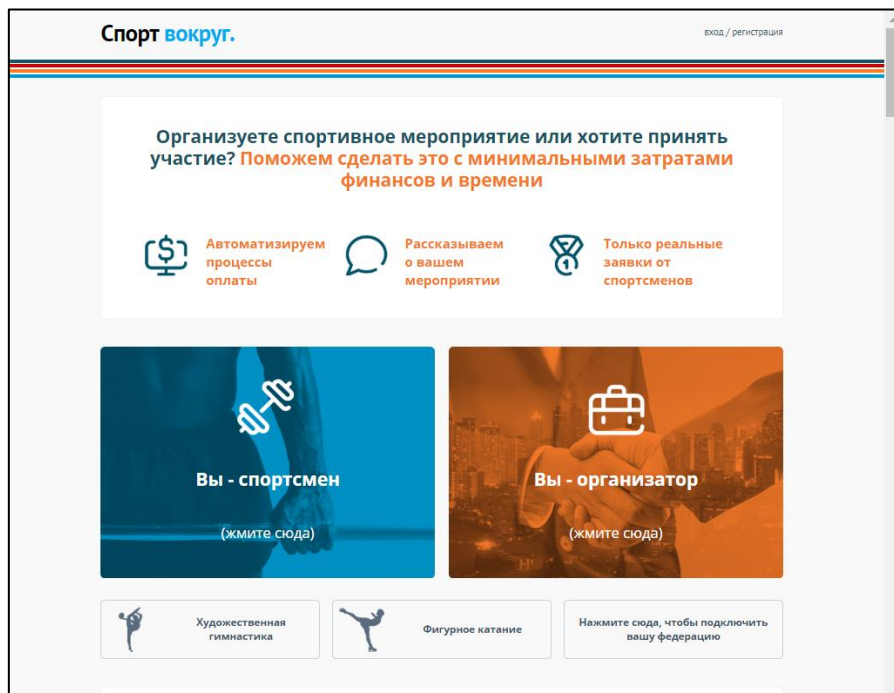 Спорт вокруг.
вход / регистрация
Организуете спортивное мероприятие или хотите принять
участие? Поможем сделать это с минимальными затратами
финансов и времени
Автоматизируем
процессы
оплаты
Рассказываем
о вашем
мероприятии
Только реальные
заявки от
спортсменов
Вы - спортсмен
(жмите сюда)
Вы - организатор
(жмите сюда)
Художественная
гимнастика
Фигурное катание
Нажмите сюда, чтобы подключить
вашу федерацию